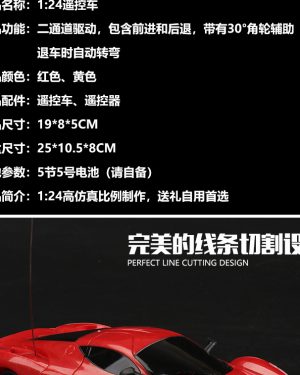 名称：1:24遥控车
功能：二通道驱动，包含前进和后退，带有30°角轮辅助
退车时自动转弯
颜色：红色、黄色
配件：遥控车、遥控器
尺寸：19*8*5CM
尺寸：25*10.5*8CM
参数：5节5号电池（请自备）
简介：1:24高仿真比例制作，送礼自用首选
完美的线条切割设
PERFECT LINE CUTTING DESIGN